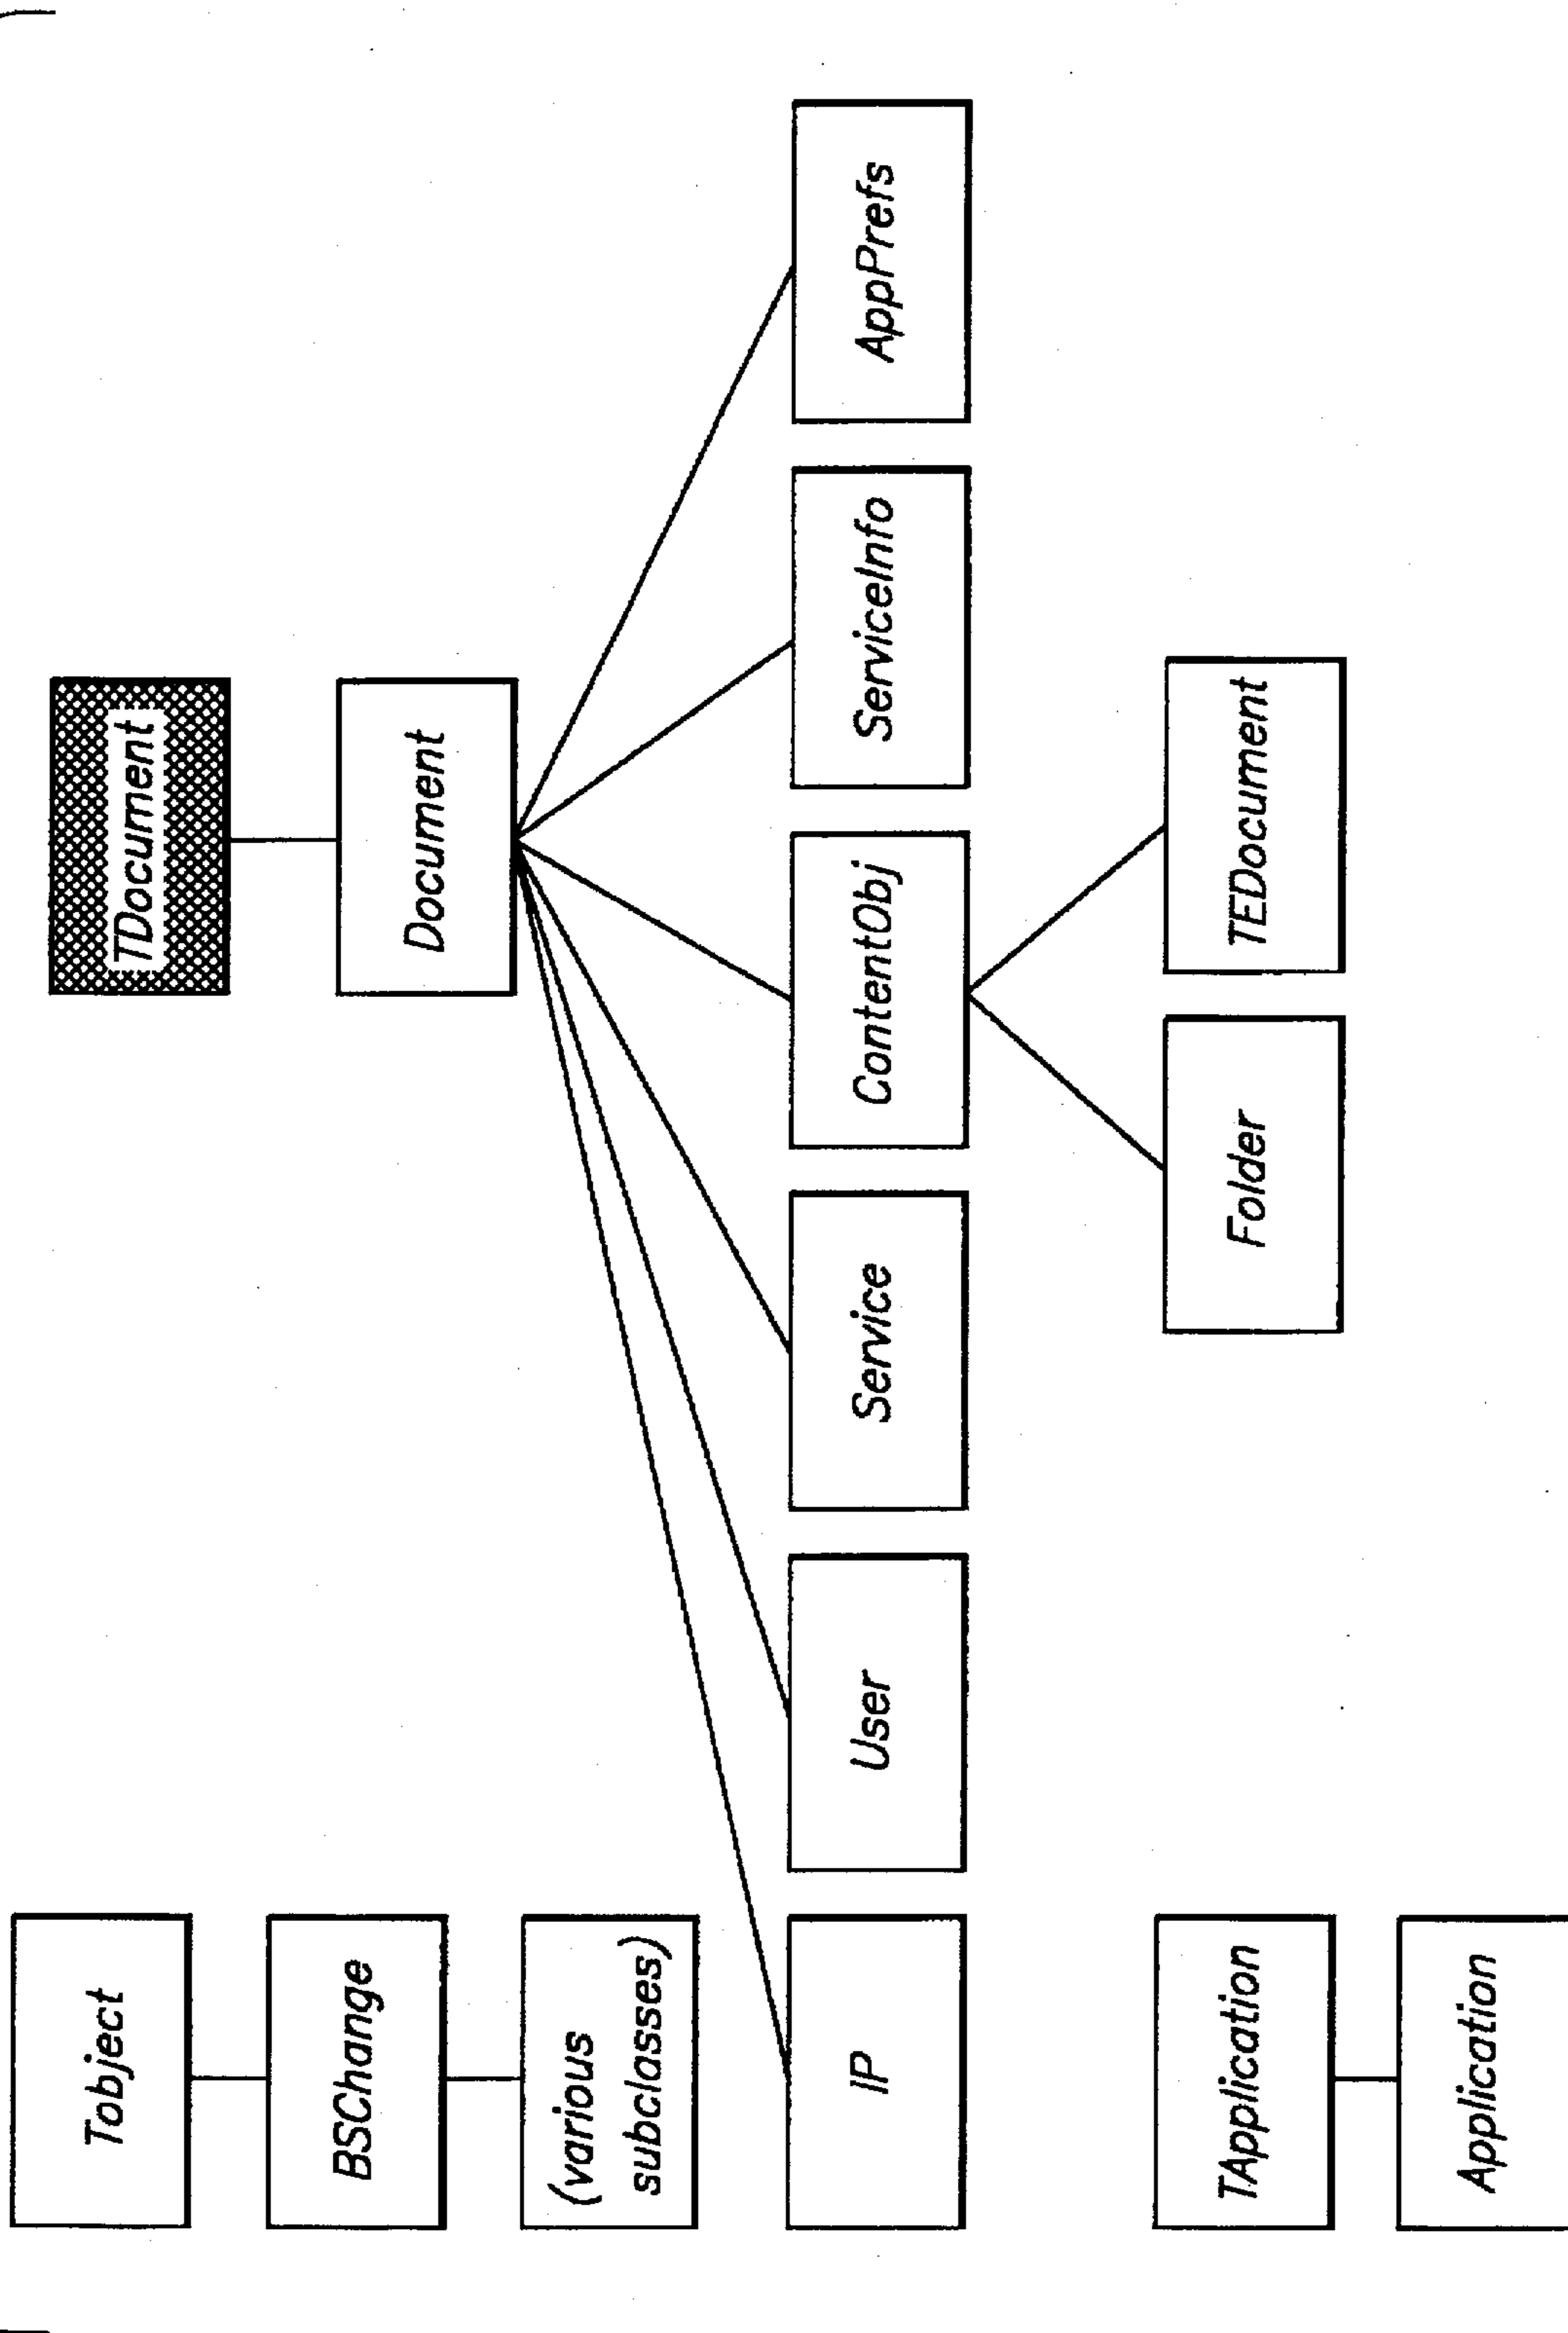 Tobject
TDocument
BSChange
Document
(various
subclasses)
IP
User
Service
ContentObj
ServiceInfo
AppPrefs
TApplication
Folder
TEDocument
Application